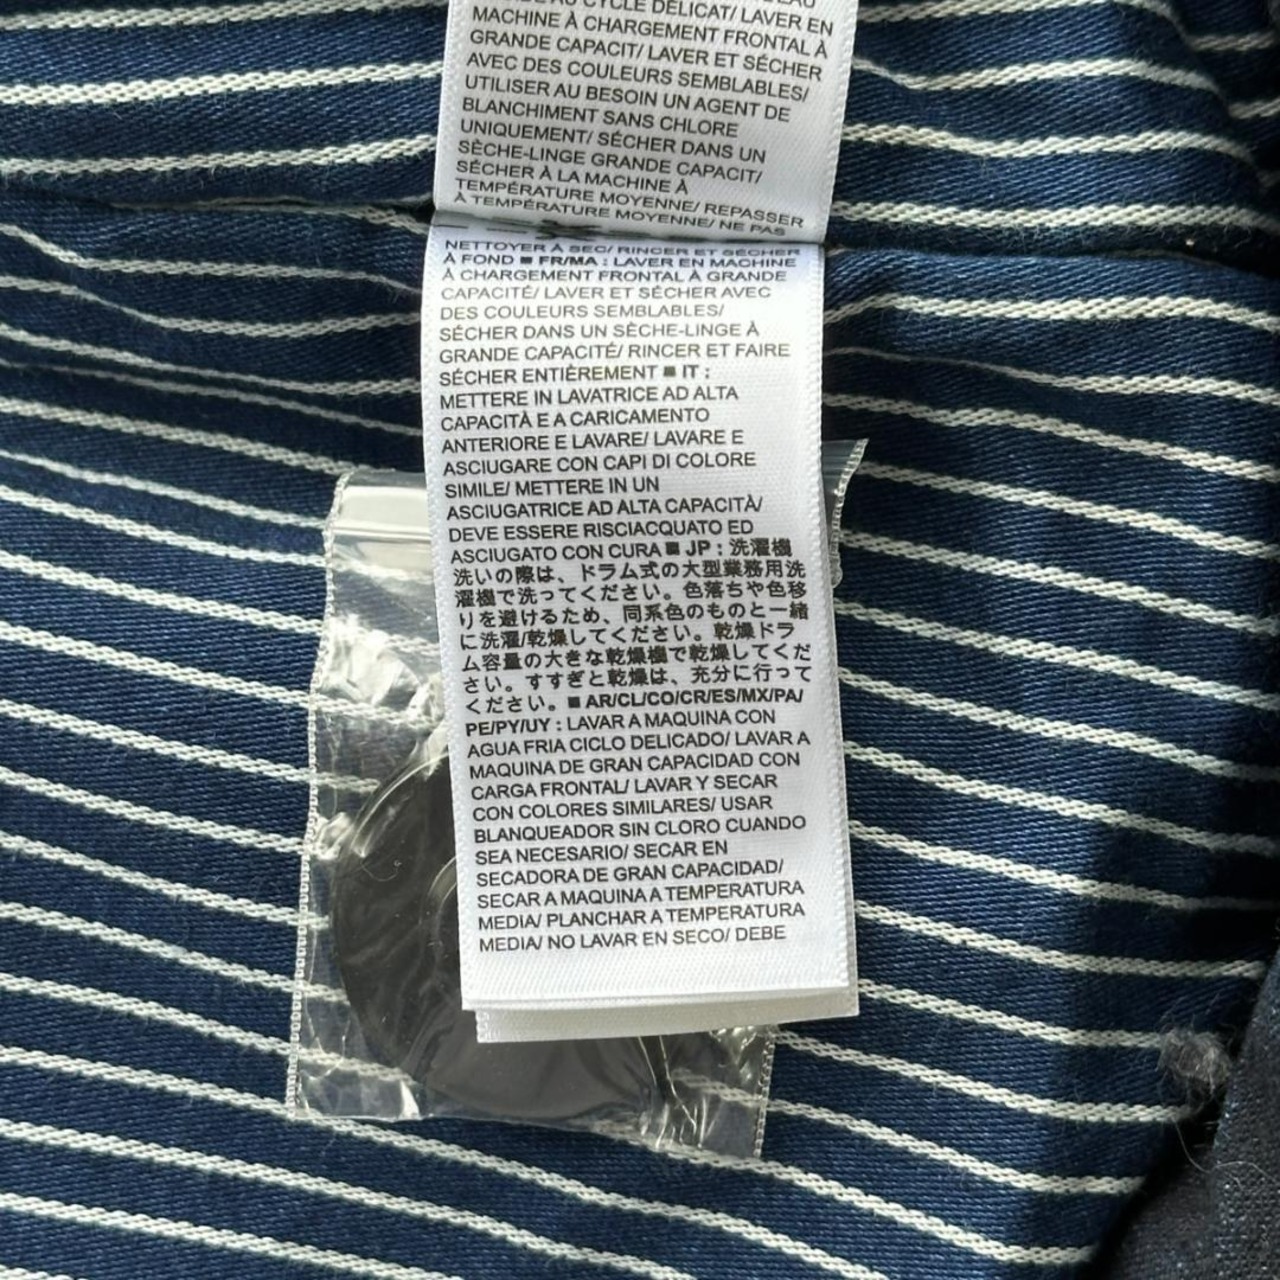 AU CYCLE DÉLICAT/ LAVER EN
MACHINE À CHARGEMENT FRONTAL À
GRANDE CAPACIT/ LAVER ET SÉCHER
AVEC DES COULEURS SEMBLABLES/
UTILISER AU BESOIN UN AGENT DE
BLANCHIMENT SANS CHLORE
UNIQUEMENT/ SÉCHER DANS UN
SÈCHE-LINGE GRANDE CAPACIT/
SÉCHER À LA MACHINE À
TEMPÉRATURE MOYENNE/ REPASSER
À TEMPÉRATURE MOYENNE/ NE PAS
NETTOYER À SEC/ RINCER ET SÉCHER
À FOND ■ FR/MA : LAVER EN MACHINE
À CHARGEMENT FRONTAL À GRANDE
CAPACITÉ/ LAVER ET SÉCHER AVEC
DES COULEURS SEMBLABLES/
SÉCHER DANS UN SÈCHE-LINGE À
GRANDE CAPACITÉ/ RINCER ET FAIRE
SÉCHER ENTIÈREMENT ■ IT :
METTERE IN LAVATRICE AD ALTA
CAPACITÀ E A CARICAMENTO
ANTERIORE E LAVARE/ LAVARE E
ASCIUGARE CON CAPI DI COLORE
SIMILE/ METTERE IN UN
ASCIUGATRICE AD ALTA CAPACITÀ/
DEVE ESSERE RISCIACQUATO ED
ASCIUGATO CON CURA ■ JP : 洗濯機
洗いの際は、ドラム式の大型業務用洗
濯機で洗ってください。色落ちや色移
りを避けるため、同系色のものと一緒
に洗濯/乾燥してください。乾燥ドラ
ム容量の大きな乾燥機で乾燥してくだ
さい。すすぎと乾燥は、充分に行って
ください。■ AR/CL/CO/CR/ES/MX/PA/
PE/PY/UY : LAVAR A MAQUINA CON
AGUA FRIA CICLO DELICADO/ LAVAR A
MAQUINA DE GRAN CAPACIDAD CON
CARGA FRONTAL/ LAVAR Y SECAR
CON COLORES SIMILARES/ USAR
BLANQUEADOR SIN CLORO CUANDO
SEA NECESARIO/ SECAR EN
SECADORA DE GRAN CAPACIDAD/
SECAR A MAQUINA A TEMPERATURA
MEDIA/ PLANCHAR A TEMPERATURA
MEDIA/ NO LAVAR EN SECO/ DEBE